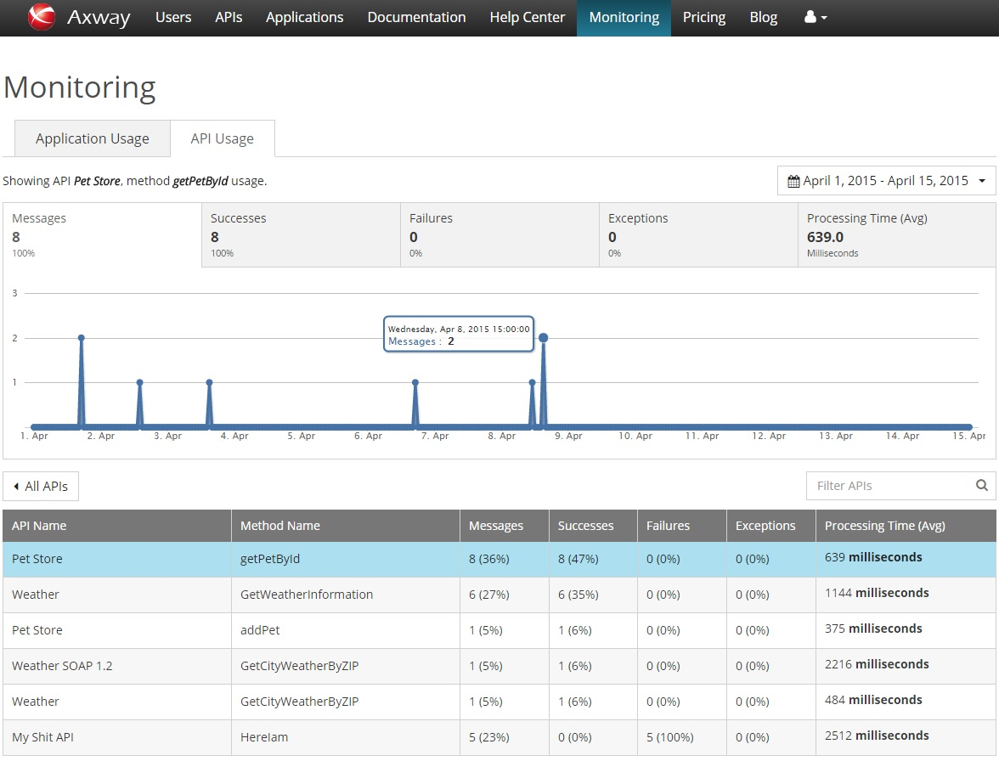 Axway Users APIs Applications Documentation Help Center Monitoring Pricing Blog
Monitoring
Application Usage API Usage
Showing API Pet Store, method getPetById usage.
April 1, 2015 - April 15, 2015
Messages Successes Failures Exceptions Processing Time (Avg)
8 8 0 0 639.0
100% 100% 0% 0% Milliseconds
3
Wednesday, Apr 8, 2015 15:00:00
Messages : 2
2
1
1. Apr 2. Apr 3. Apr 4. Apr 5. Apr 6. Apr 7. Apr 8. Apr 9. Apr 10. Apr 11. Apr 12. Apr 13. Apr 14. Apr 15. Apr
All APIs Filter APIs
API Name Method Name Messages Successes Failures Exceptions Processing Time (Avg)
Pet Store getPetById 8 (36%) 8 (47%) 0 (0%) 0 (0%) 639 milliseconds
Weather GetWeatherInformation 6 (27%) 6 (35%) 0 (0%) 0 (0%) 1144 milliseconds
Pet Store addPet 1 (5%) 1 (6%) 0 (0%) 0 (0%) 375 milliseconds
Weather SOAP 1.2 GetCityWeatherByZIP 1 (5%) 1 (6%) 0 (0%) 0 (0%) 2216 milliseconds
Weather GetCityWeatherByZIP 1 (5%) 1 (6%) 0 (0%) 0 (0%) 484 milliseconds
My Shit API HereIam 5 (23%) 0 (0%) 5 (100%) 0 (0%) 2512 milliseconds